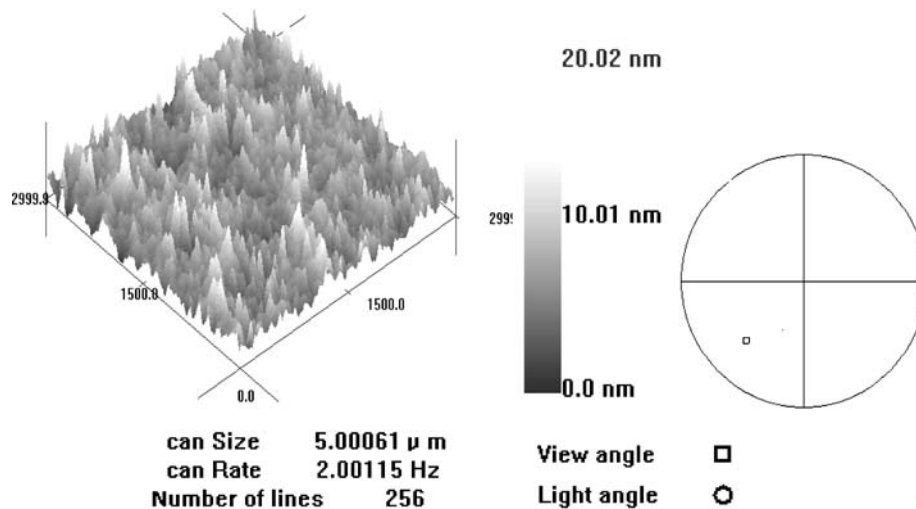 20.02 nm
2999.9
299
10.01 nm
1500.0
1500.0
0.0 nm
0.0
can Size 5.00061 µ m
can Rate 2.00115 Hz
Number of lines 256
View angle
Light angle